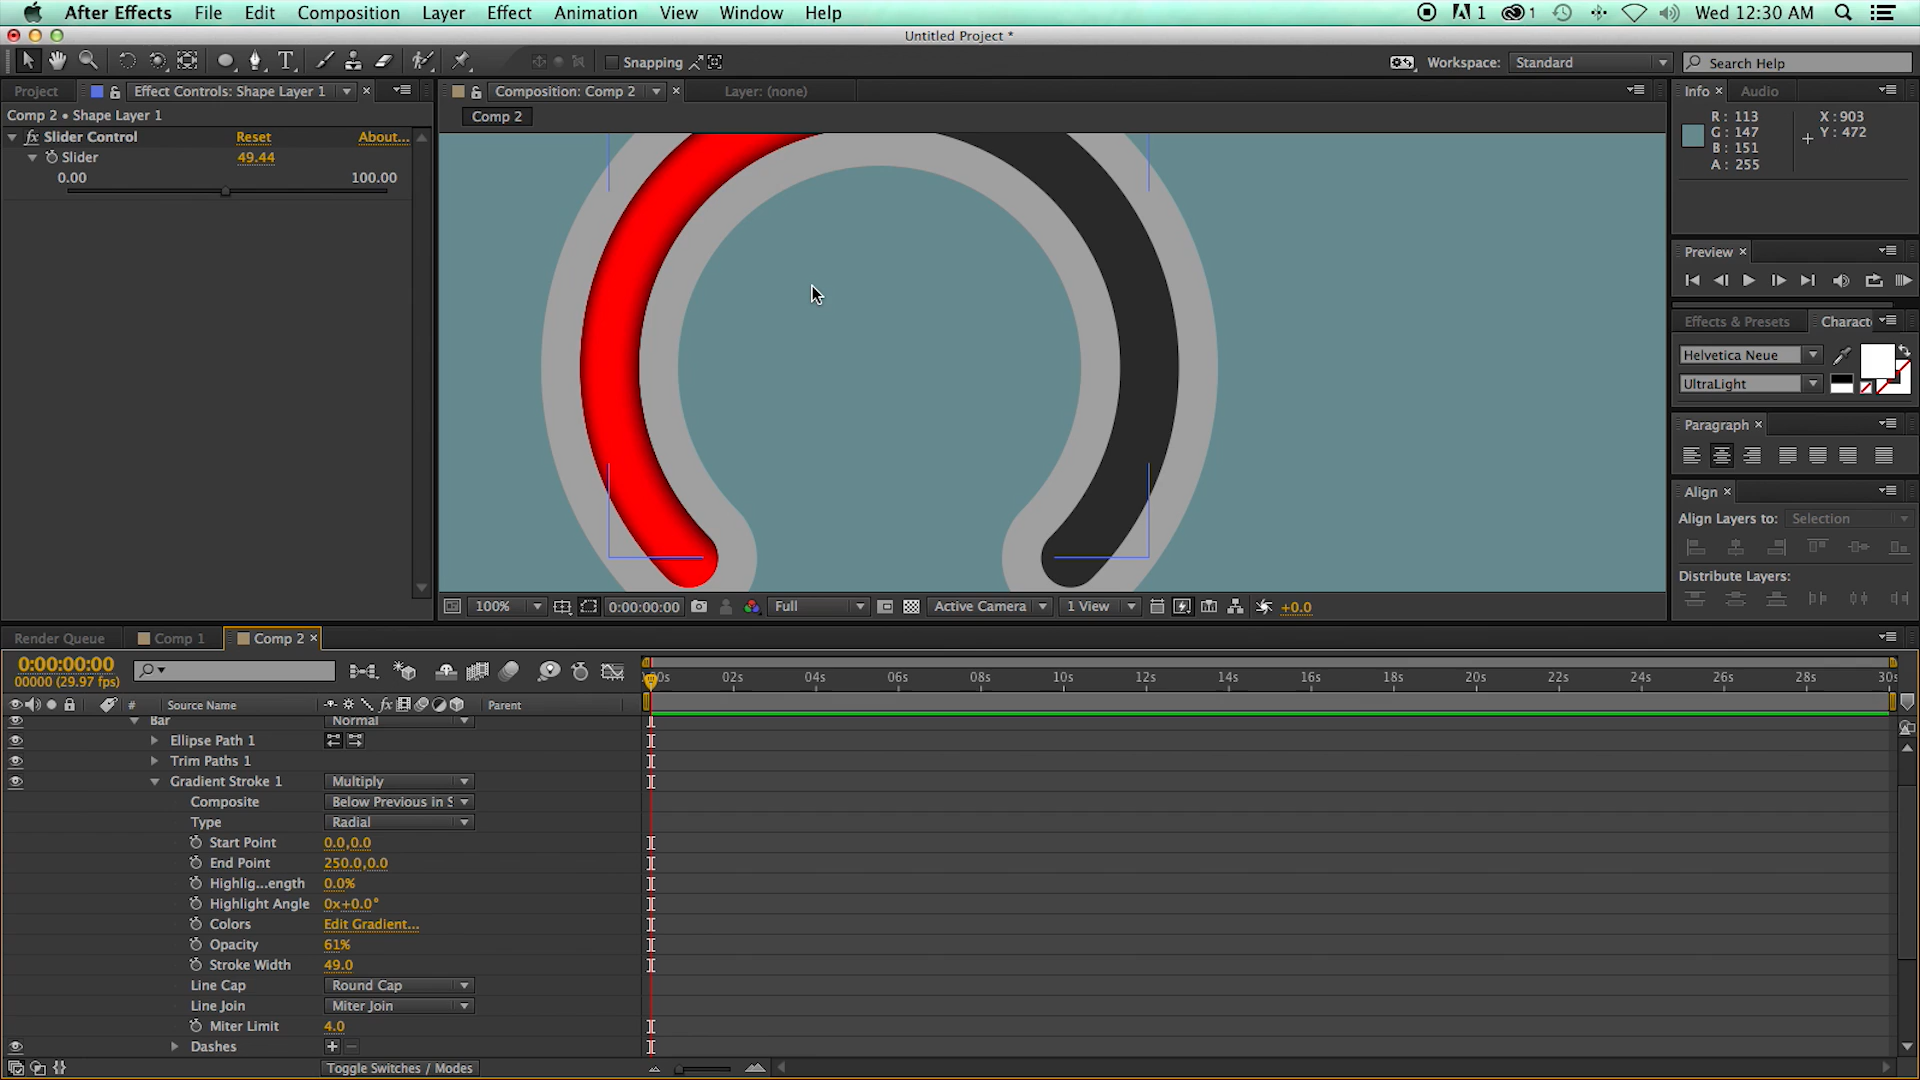 After Effects File Edit Composition Layer Effect Animation View Window Help 1 1 Wed 12:30 AM
Untitled Project *
Snapping Workspace: Standard Search Help
Project Effect Controls: Shape Layer 1 Composition: Comp 2 Layer: (none) Info Audio
Comp 2 • Shape Layer 1 Comp 2
Slider Control Reset About...
Slider 49.44
0.00 100.00
R : 113 X : 903
G : 147 Y : 472
B : 151
A : 255
Preview
Effects & Presets Charact
Helvetica Neue
UltraLight
Paragraph
Align
Align Layers to: Selection
Distribute Layers:
100% 0:00:00:00 Full Active Camera 1 View +0.0
Render Queue Comp 1 Comp 2
0:00:00:00
00000 (29.97 fps)
00s 02s 04s 06s 08s 10s 12s 14s 16s 18s 20s 22s 24s 26s 28s 30s
# Source Name Parent
Bar Normal
Ellipse Path 1
Trim Paths 1
Gradient Stroke 1 Multiply
Composite Below Previous in S
Type Radial
Start Point 0.0,0.0
End Point 250.0,0.0
Highlig...ength 0.0%
Highlight Angle 0x+0.0°
Colors Edit Gradient...
Opacity 61%
Stroke Width 49.0
Line Cap Round Cap
Line Join Miter Join
Miter Limit 4.0
Dashes
Toggle Switches / Modes